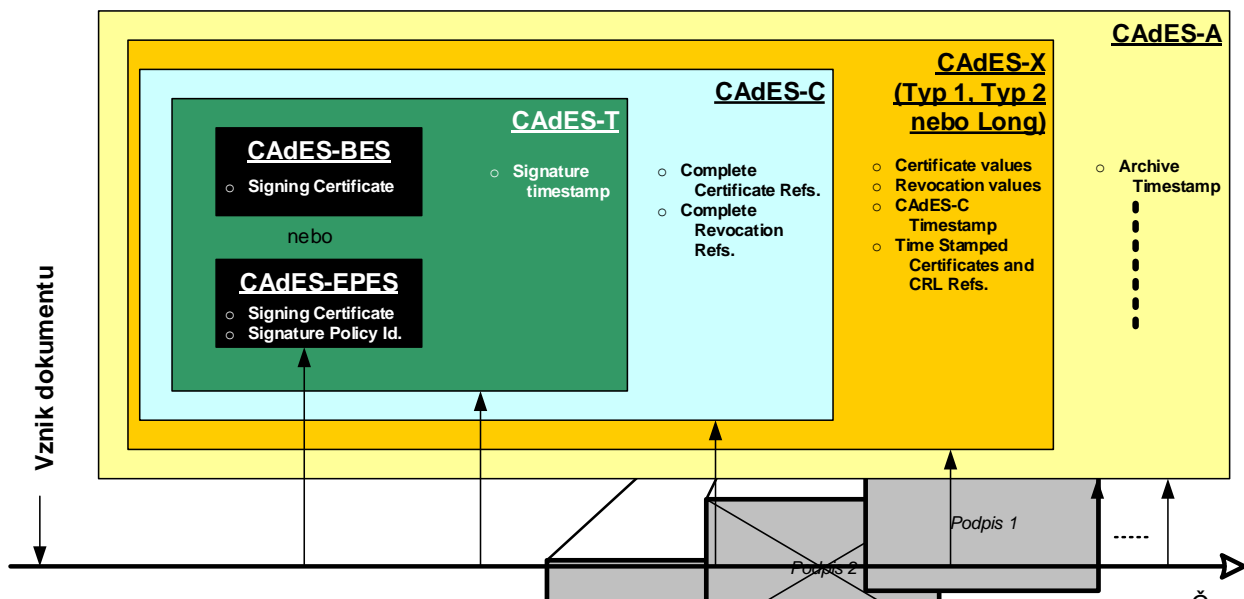 CAdES-A
CAdES-X
(Typ 1, Typ 2
nebo Long)
CAdES-C
CAdES-T
CAdES-BES
○ Signing Certificate
nebo
CAdES-EPES
○ Signing Certificate
○ Signature Policy Id.
○ Signature
timestamp
○ Complete
Certificate Refs.
○ Complete
Revocation
Refs.
○ Certificate values
○ Revocation values
○ CAdES-C
Timestamp
○ Time Stamped
Certificates and
CRL Refs.
○ Archive
Timestamp
Vznik dokumentu
Podpis 1
Podpis 2